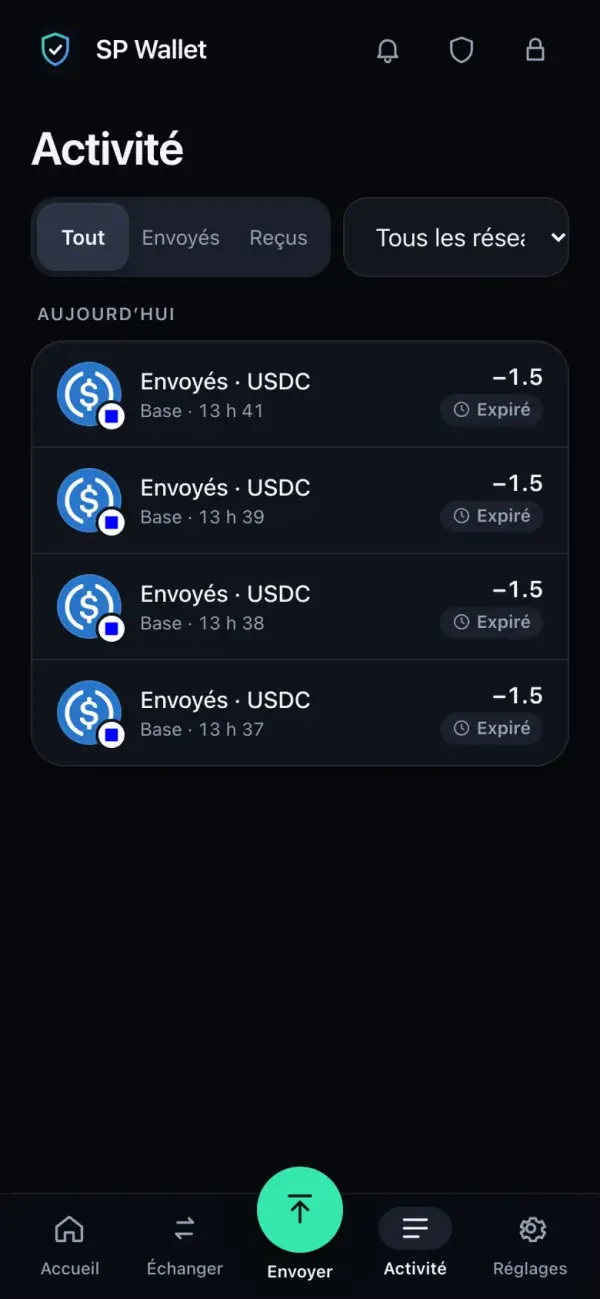 SP Wallet
Activité
Tout Envoyés Reçus Tous les résea
AUJOURD’HUI
Envoyés · USDC −1.5
Base · 13 h 41 Expiré
Envoyés · USDC −1.5
Base · 13 h 39 Expiré
Envoyés · USDC −1.5
Base · 13 h 38 Expiré
Envoyés · USDC −1.5
Base · 13 h 37 Expiré
Accueil Échanger Envoyer Activité Réglages